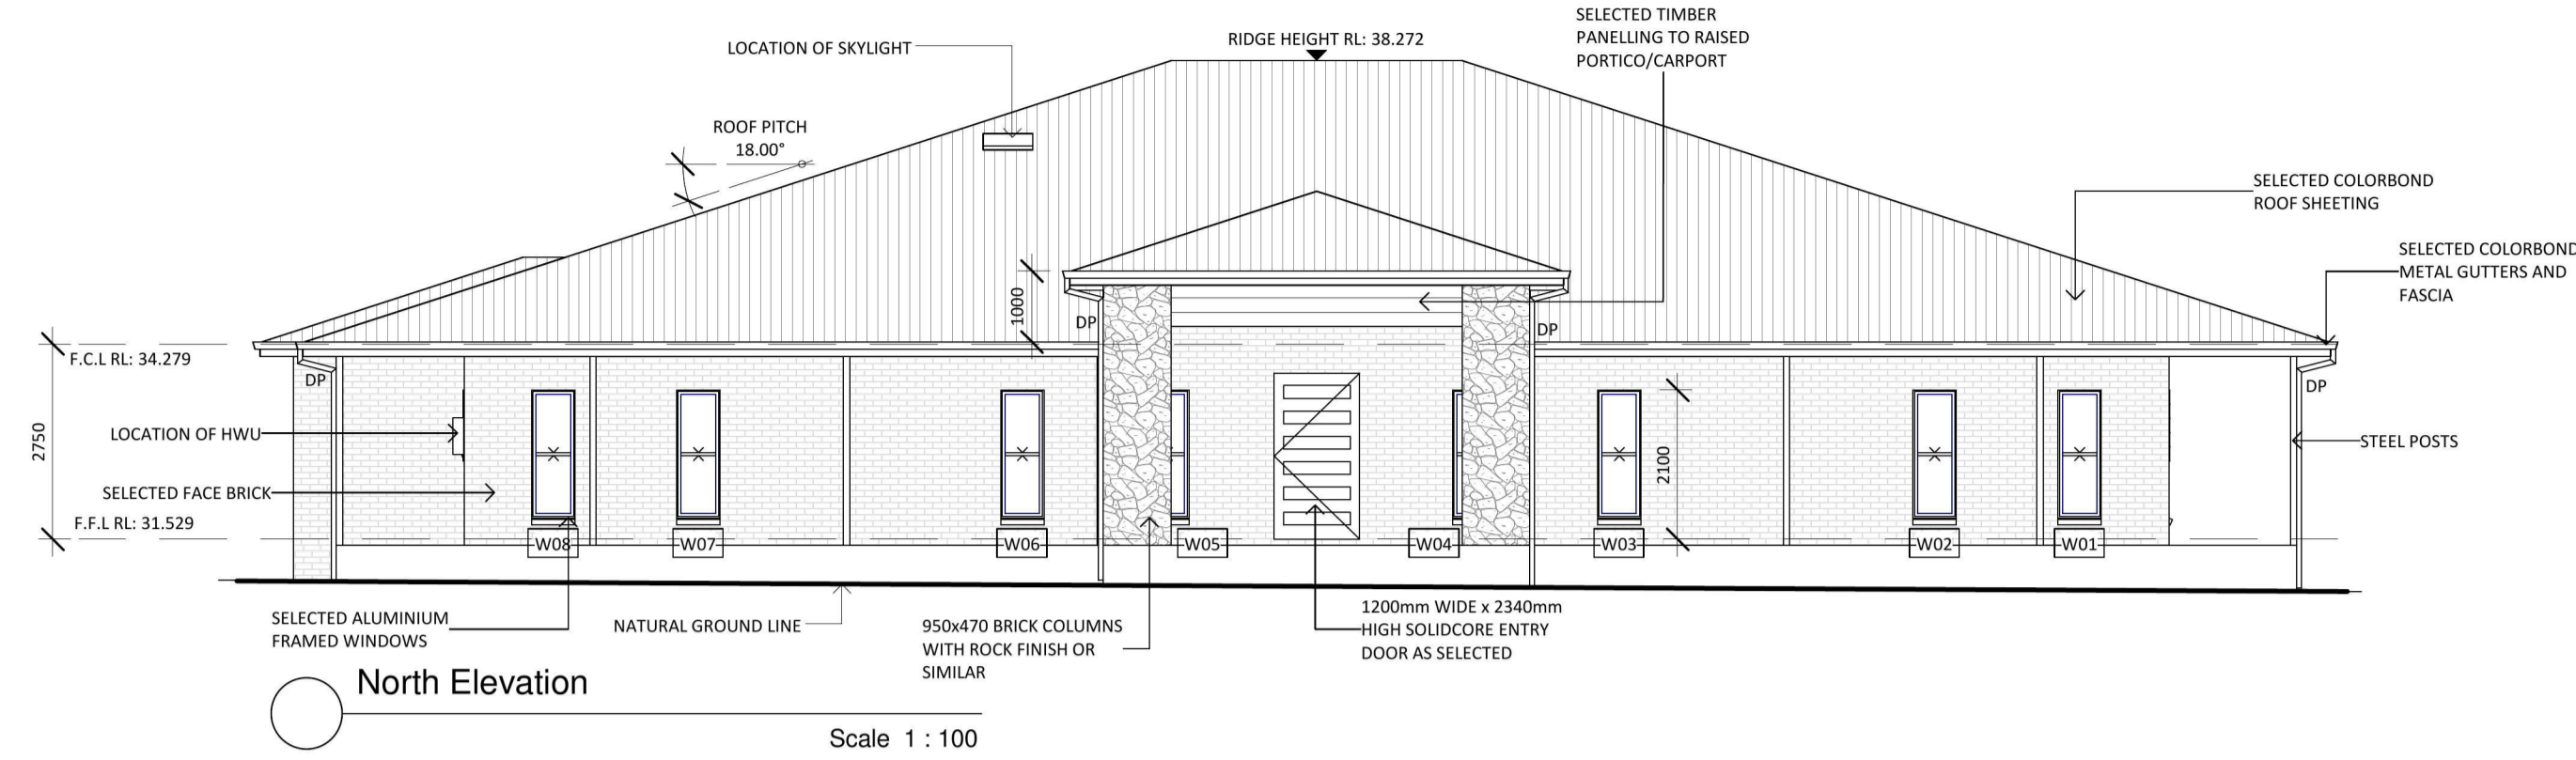 SELECTED TIMBER
PANELLING TO RAISED
PORTICO/CARPORT
RIDGE HEIGHT RL: 38.272
LOCATION OF SKYLIGHT
ROOF PITCH
18.00°
SELECTED COLORBOND
ROOF SHEETING
SELECTED COLORBOND
METAL GUTTERS AND
FASCIA
1000
DP
DP
F.C.L RL: 34.279
DP
DP
2750
LOCATION OF HWU
STEEL POSTS
2100
SELECTED FACE BRICK
F.F.L RL: 31.529
W08
W07
W06
W05
W04
W03
W02
W01
SELECTED ALUMINIUM
FRAMED WINDOWS
NATURAL GROUND LINE
950x470 BRICK COLUMNS
WITH ROCK FINISH OR
SIMILAR
1200mm WIDE x 2340mm
HIGH SOLIDCORE ENTRY
DOOR AS SELECTED
North Elevation
Scale 1 : 100